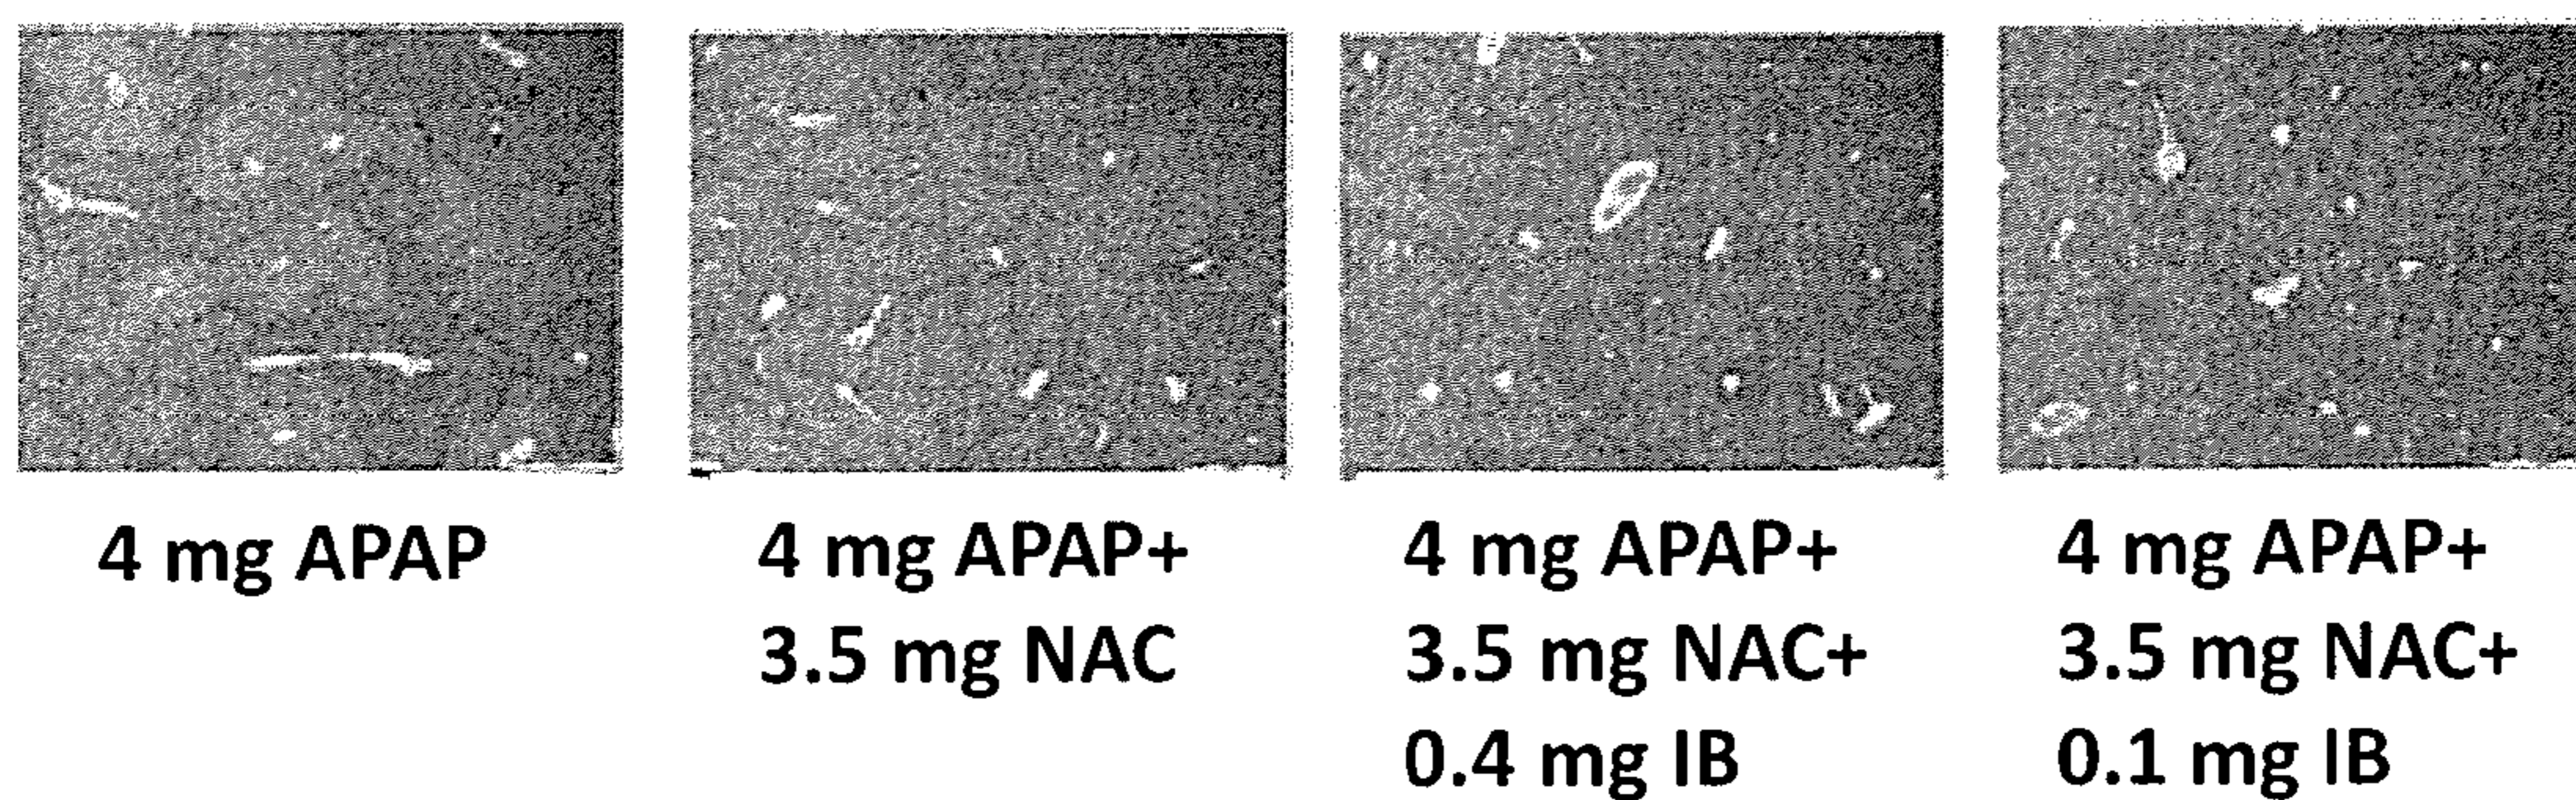 4 mg APAP
4 mg APAP+
3.5 mg NAC
4 mg APAP+
3.5 mg NAC+
0.4 mg IB
4 mg APAP+
3.5 mg NAC+
0.1 mg IB